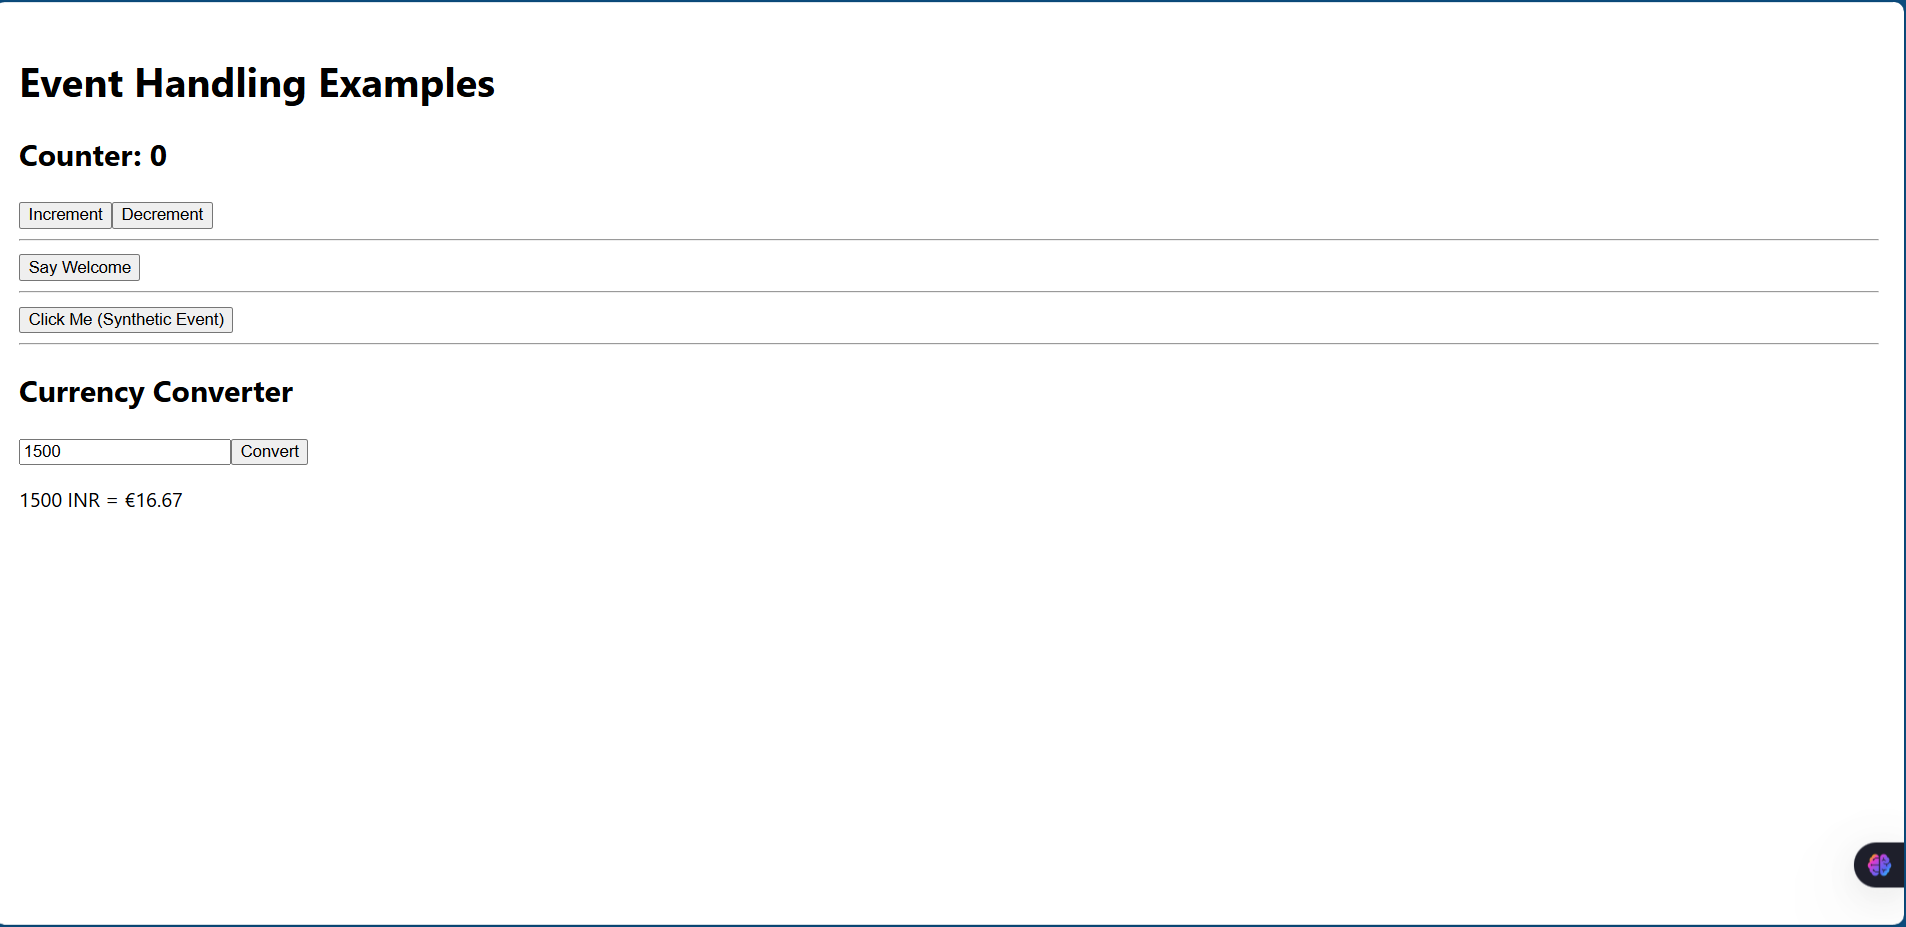 Event Handling Examples
Counter: 0
Increment Decrement
Say Welcome
Click Me (Synthetic Event)
Currency Converter
1500 Convert
1500 INR = €16.67